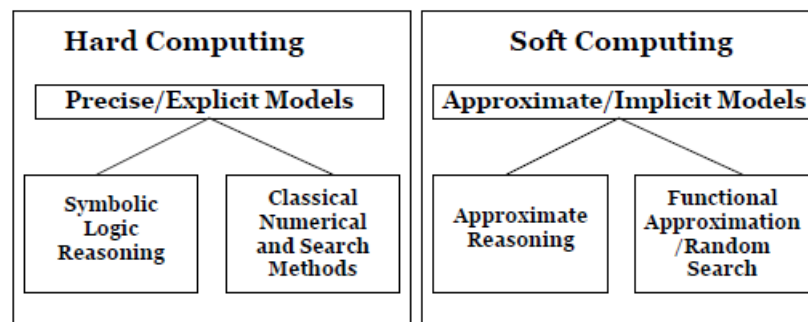 Hard Computing
Precise/Explicit Models
Symbolic
Logic
Reasoning
Classical
Numerical
and Search
Methods
Soft Computing
Approximate/Implicit Models
Approximate
Reasoning
Functional
Approximation
/Random
Search